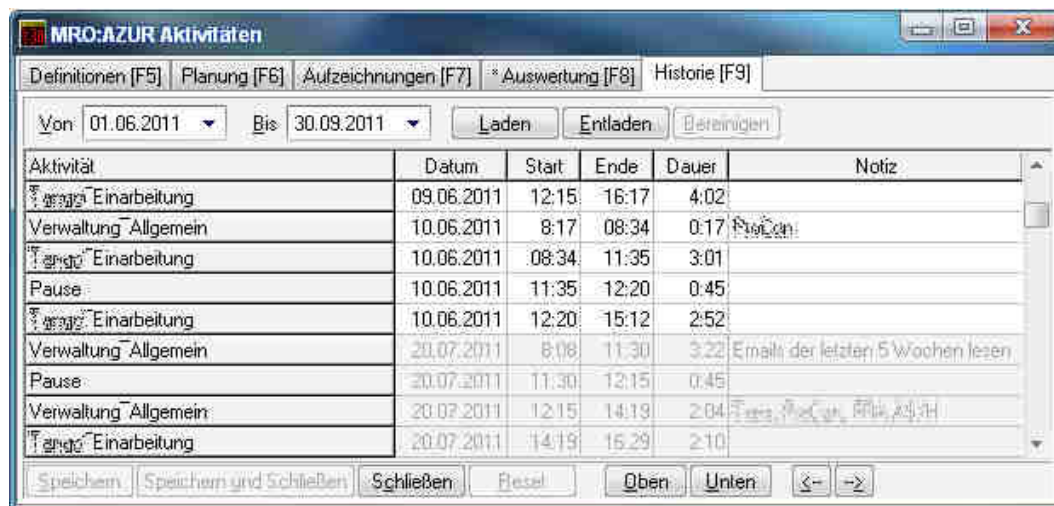 MRO:AZUR Aktivitäten
Definitionen [F5] Planung [F6] Aufzeichnungen [F7] * Auswertung [F8] Historie [F9]
Von 01.06.2011 Bis 30.09.2011 Laden Entladen Bereinigen
Aktivität Datum Start Ende Dauer Notiz
Einarbeitung 09.06.2011 12:15 16:17 4:02
Verwaltung Allgemein 10.06.2011 8:17 08:34 0:17
Einarbeitung 10.06.2011 08:34 11:35 3:01
Pause 10.06.2011 11:35 12:20 0:45
Einarbeitung 10.06.2011 12:20 15:12 2:52
Verwaltung Allgemein 20.07.2011 8:08 11:30 3:22 Emails der letzten 5 Wochen lesen
Pause 20.07.2011 11:30 12:15 0:45
Verwaltung Allgemein 20.07.2011 12:15 14:19 2:04
Einarbeitung 20.07.2011 14:19 16:29 2:10
Speichern Speichern und Schließen Schließen Reset Oben Unten <-- -->